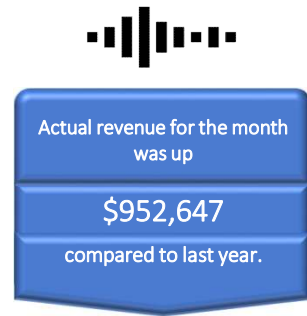 Actual revenue for the month
was up
$952,647
compared to last year.